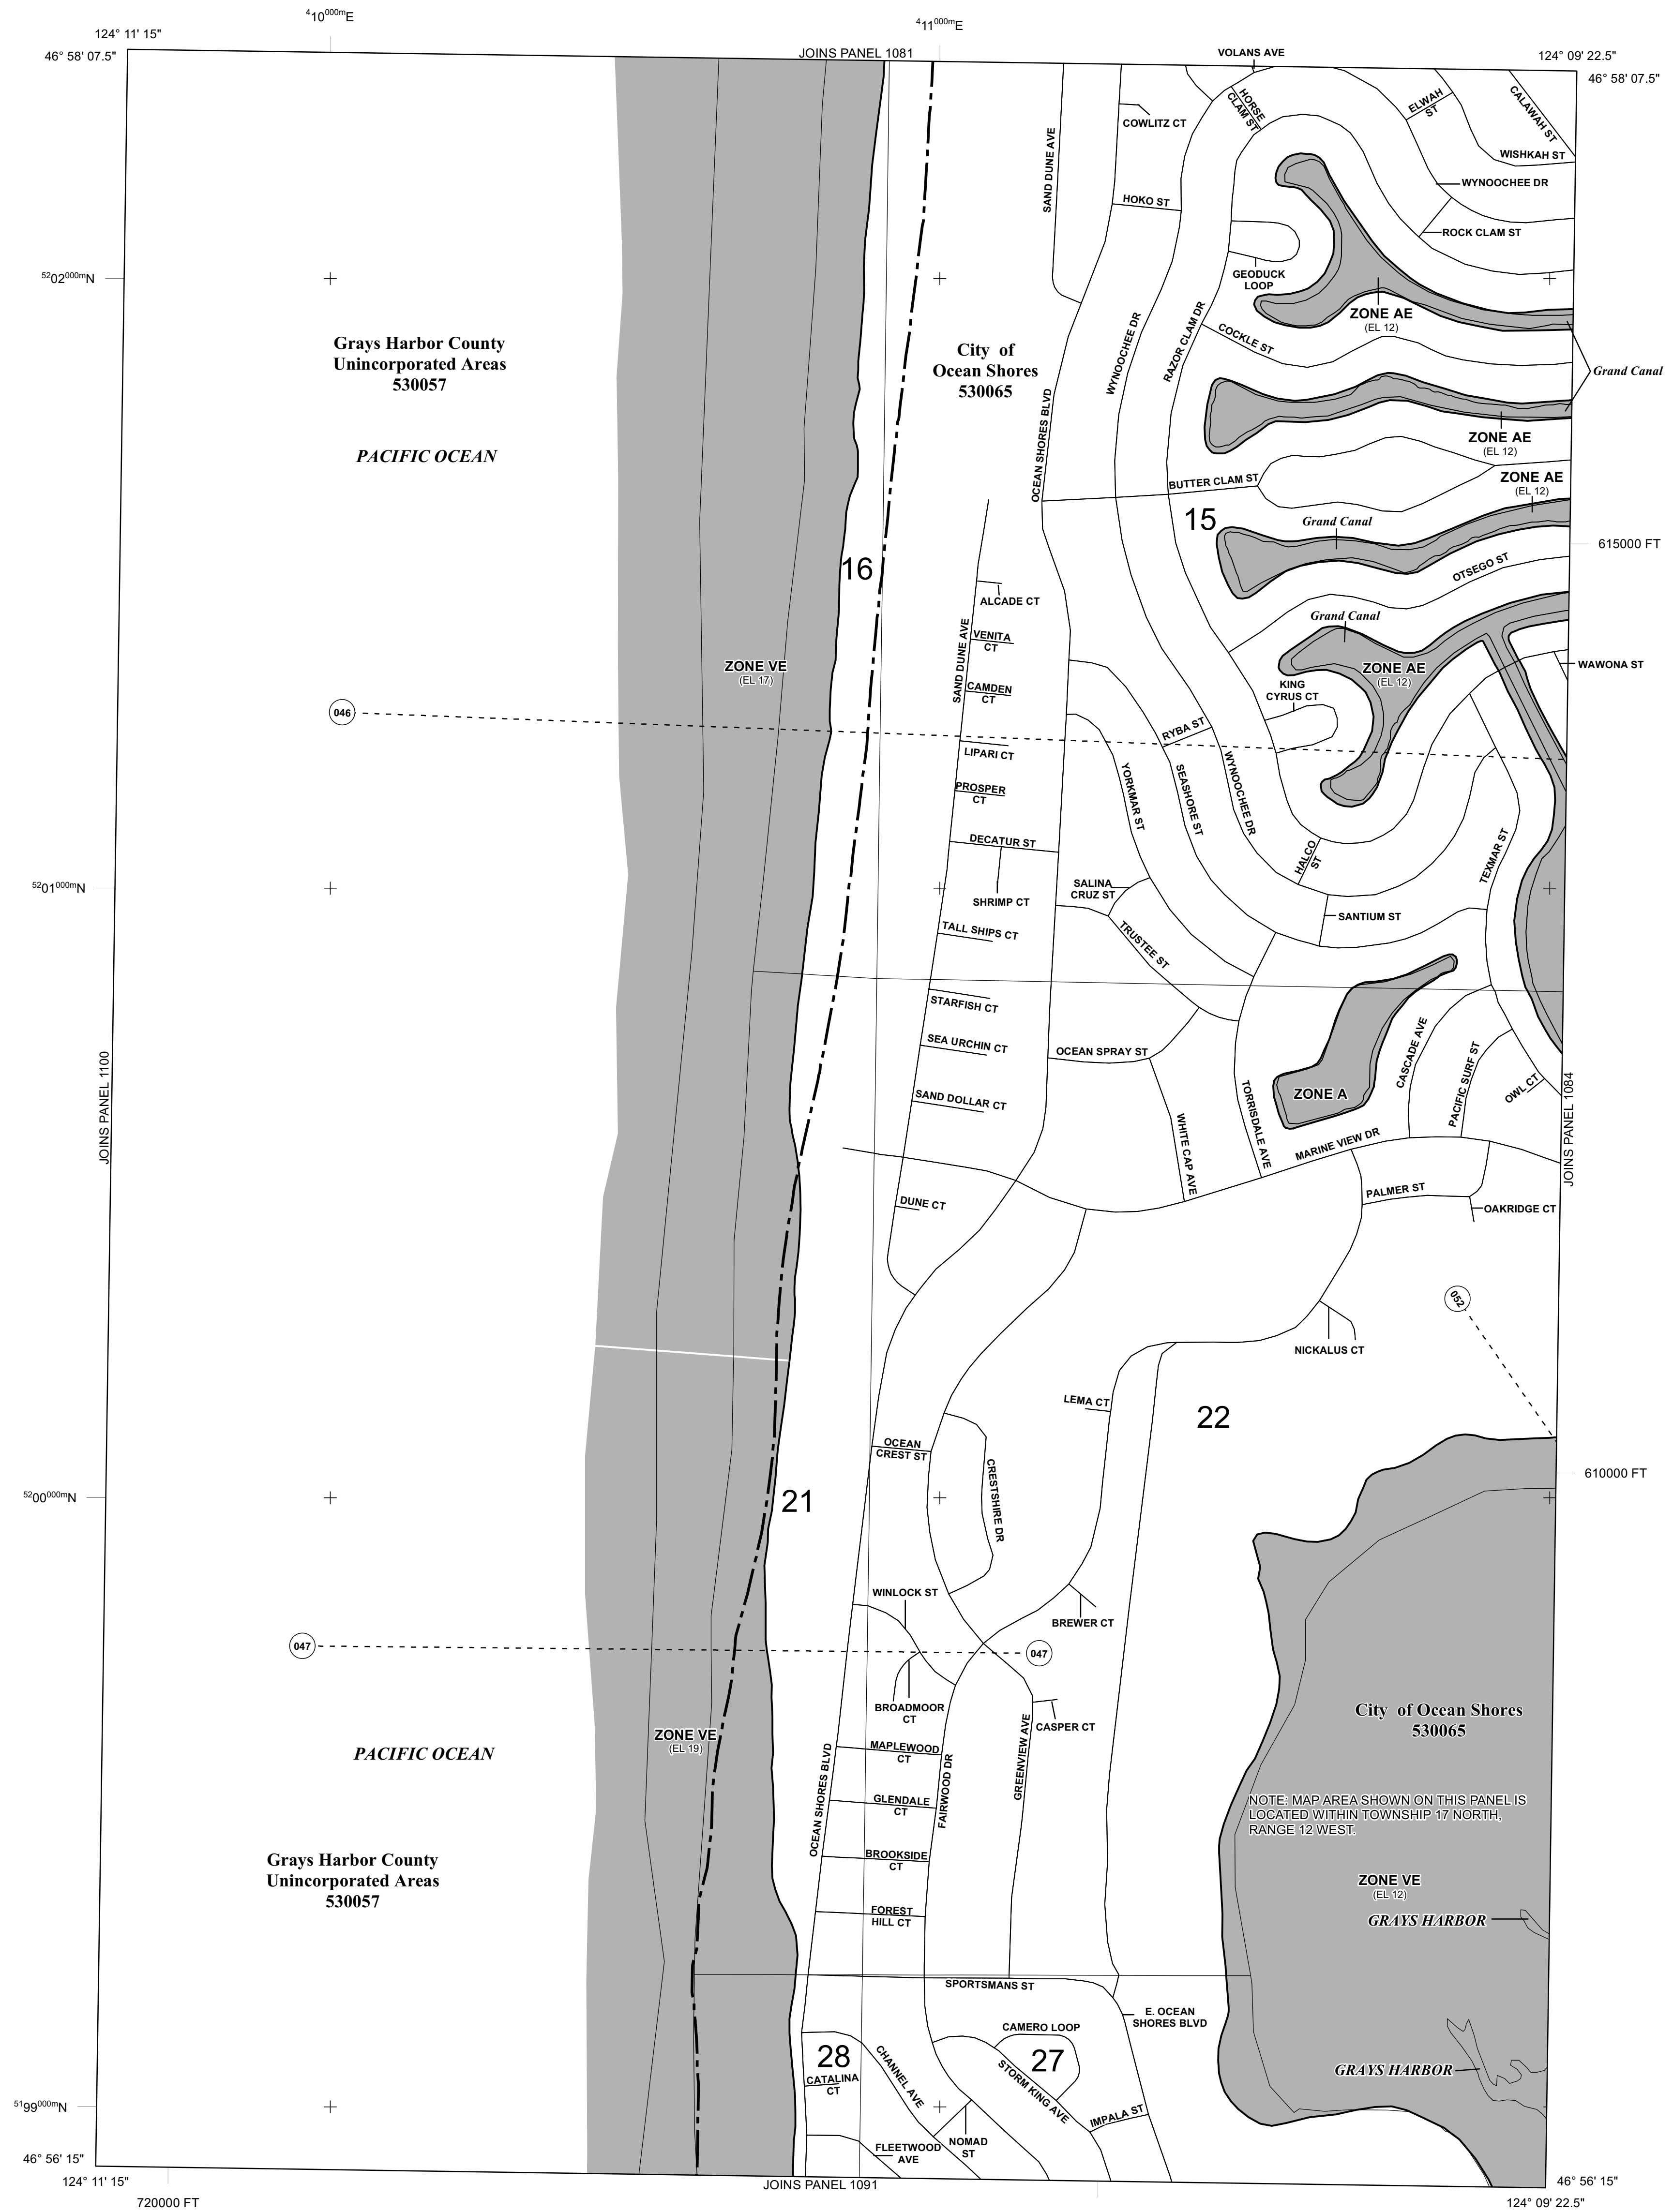 410000mE
411000mE
124° 11' 15"
46° 58' 07.5"
JOINS PANEL 1081
VOLANS AVE
124° 09' 22.5"
46° 58' 07.5"
HORSE
CLAM ST
ELWAH
ST
CALAWAH ST
COWLITZ CT
WISHKAH ST
SAND DUNE AVE
WYNOOCHEE DR
HOKO ST
ROCK CLAM ST
GEODUCK
LOOP
5202000mN
ZONE AE
(EL 12)
Grays Harbor County
Unincorporated Areas
530057
City of
Ocean Shores
530065
WYNOOCHEE DR
RAZOR CLAM DR
COCKLE ST
Grand Canal
OCEAN SHORES BLVD
PACIFIC OCEAN
ZONE AE
(EL 12)
ZONE AE
(EL 12)
BUTTER CLAM ST
15
Grand Canal
615000 FT
16
OTSEGO ST
ALCADE CT
Grand Canal
VENITA
CT
SAND DUNE AVE
ZONE VE
(EL 17)
ZONE AE
(EL 12)
WAWONA ST
CAMDEN
CT
KING
CYRUS CT
046
RYBA ST
LIPARI CT
PROSPER
CT
YORKMAR ST
SEASHORE ST
WYNOOCHEE DR
DECATUR ST
HALCO
ST
TEXMAR ST
5201000mN
SALINA
CRUZ ST
SHRIMP CT
SANTIUM ST
TALL SHIPS CT
TRUSTEE ST
STARFISH CT
SEA URCHIN CT
OCEAN SPRAY ST
CASCADE AVE
PACIFIC SURF ST
OWL CT
JOINS PANEL 1100
JOINS PANEL 1084
ZONE A
SAND DOLLAR CT
WHITE CAP AVE
TORRISDALE AVE
MARINE VIEW DR
DUNE CT
PALMER ST
OAKRIDGE CT
052
NICKALUS CT
LEMA CT
22
OCEAN
CREST ST
CRESTSHIRE DR
610000 FT
5200000mN
21
WINLOCK ST
BREWER CT
047
047
BROADMOOR
CT
CASPER CT
City of Ocean Shores
530065
ZONE VE
(EL 19)
PACIFIC OCEAN
MAPLEWOOD
CT
GREENVIEW AVE
OCEAN SHORES BLVD
FAIRWOOD DR
GLENDALE
CT
NOTE: MAP AREA SHOWN ON THIS PANEL IS
LOCATED WITHIN TOWNSHIP 17 NORTH,
RANGE 12 WEST.
Grays Harbor County
Unincorporated Areas
530057
BROOKSIDE
CT
ZONE VE
(EL 12)
FOREST
HILL CT
GRAYS HARBOR
SPORTSMANS ST
E. OCEAN
SHORES BLVD
CAMERO LOOP
28
27
CHANNEL AVE
STORM KING AVE
GRAYS HARBOR
CATALINA
CT
5199000mN
IMPALA ST
NOMAD
ST
FLEETWOOD
AVE
46° 56' 15"
124° 11' 15"
JOINS PANEL 1091
46° 56' 15"
720000 FT
124° 09' 22.5"